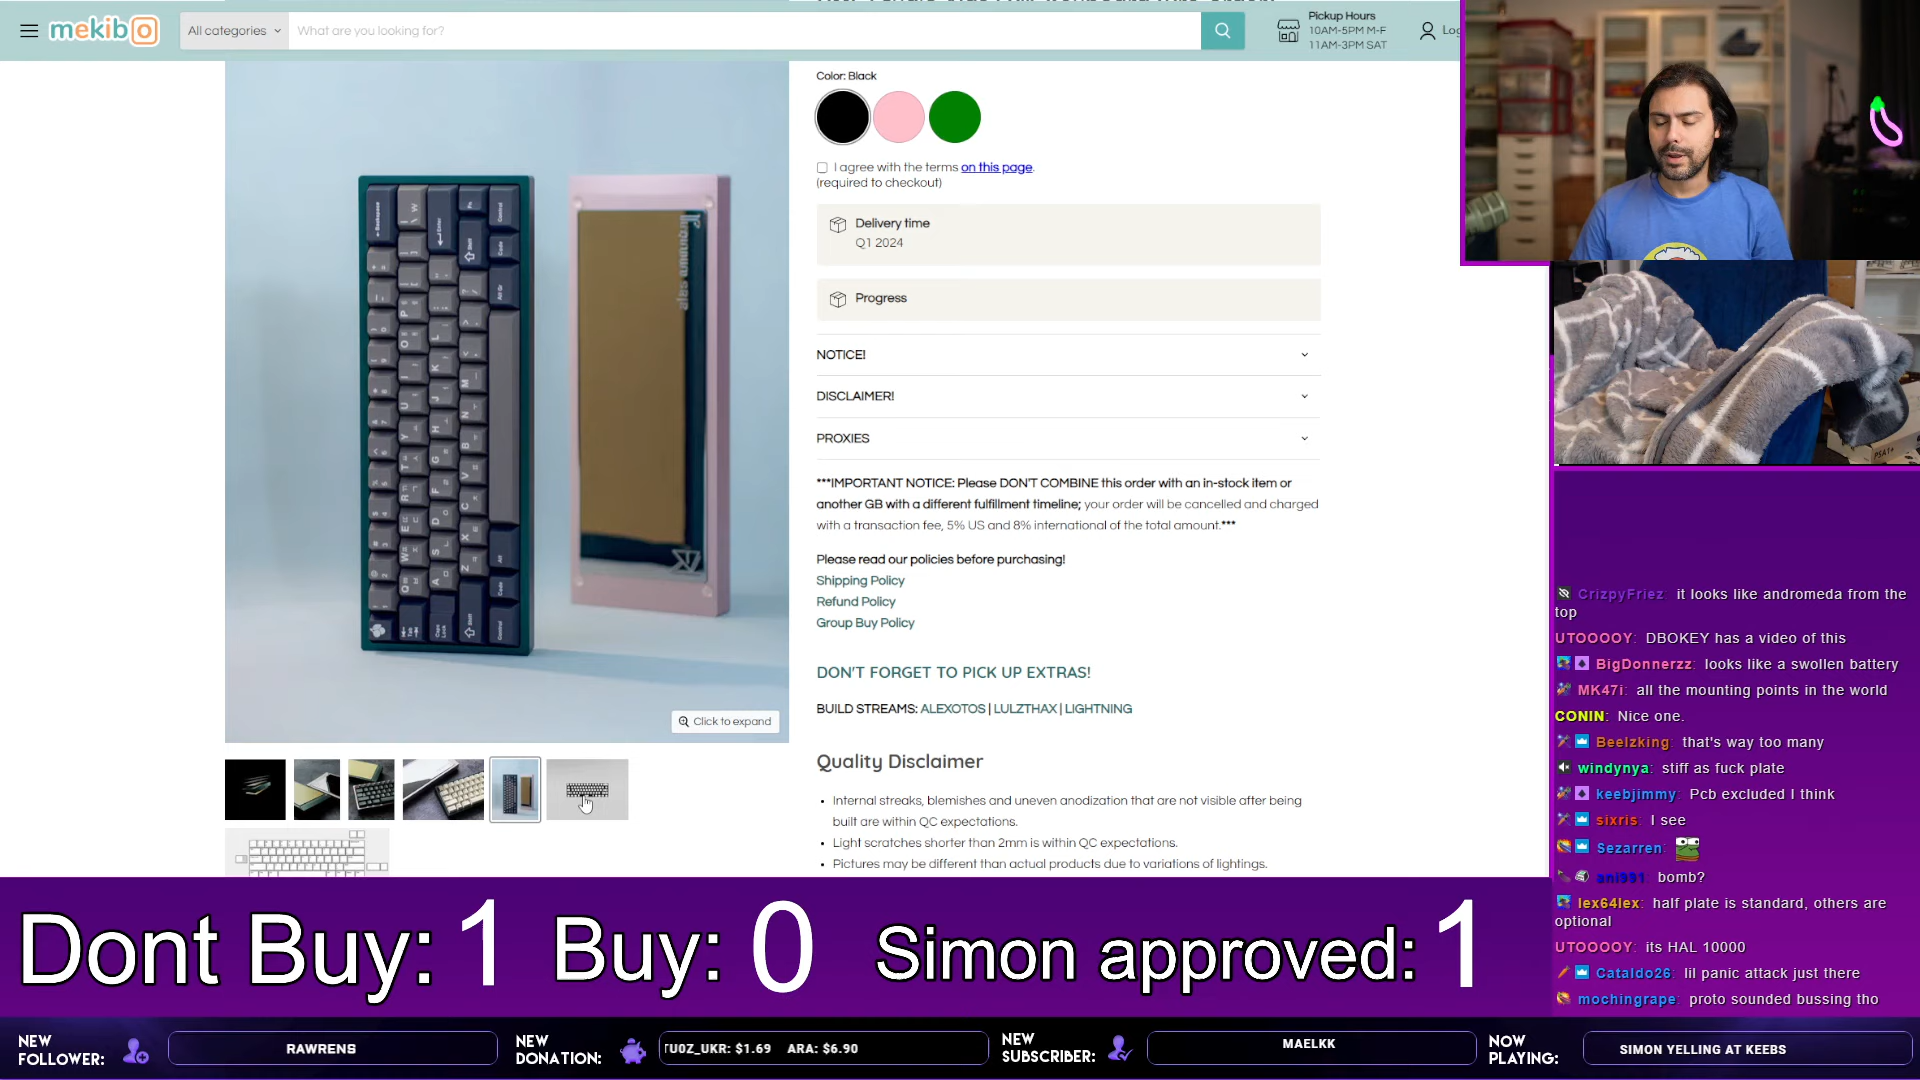 mekibo
All categories
What are you looking for?
Pickup Hours
10AM-5PM M-F
11AM-3PM SAT
Color: Black
I agree with the terms on this page.
(required to checkout)
Delivery time
Q1 2024
Progress
NOTICE!
DISCLAIMER!
PROXIES
***IMPORTANT NOTICE: Please DON'T COMBINE this order with an in-stock item or
another GB with a different fulfillment timeline; your order will be cancelled and charged
with a transaction fee, 5% US and 8% international of the total amount.***
Please read our policies before purchasing!
Shipping Policy
Refund Policy
Group Buy Policy
DON'T FORGET TO PICK UP EXTRAS!
BUILD STREAMS: ALEXOTOS | LULZTHAX | LIGHTNING
Click to expand
Quality Disclaimer
• Internal streaks, blemishes and uneven anodization that are not visible after being
built are within QC expectations.
• Light scratches shorter than 2mm is within QC expectations.
• Pictures may be different than actual products due to variations of lightings.
CrizpyFriez: it looks like andromeda from the
top
UTOOOOY: DBOKEY has a video of this
BigDonnerzz: looks like a swollen battery
MK47i: all the mounting points in the world
CONIN: Nice one.
Beelzking: that's way too many
windynya: stiff as fuck plate
keebjimmy: Pcb excluded I think
sixris: I see
Sezarren:
ani991: bomb?
lex64lex: half plate is standard, others are
optional
UTOOOOY: its HAL 10000
Cataldo26: lil panic attack just there
mochingrape: proto sounded bussing tho
Dont Buy: 1 Buy: 0 Simon approved: 1
NEW
FOLLOWER:
RAWRENS
NEW
DONATION:
TU0Z_UKR: $1.69 ARA: $6.90
NEW
SUBSCRIBER:
MAELKK
NOW
PLAYING:
SIMON YELLING AT KEEBS